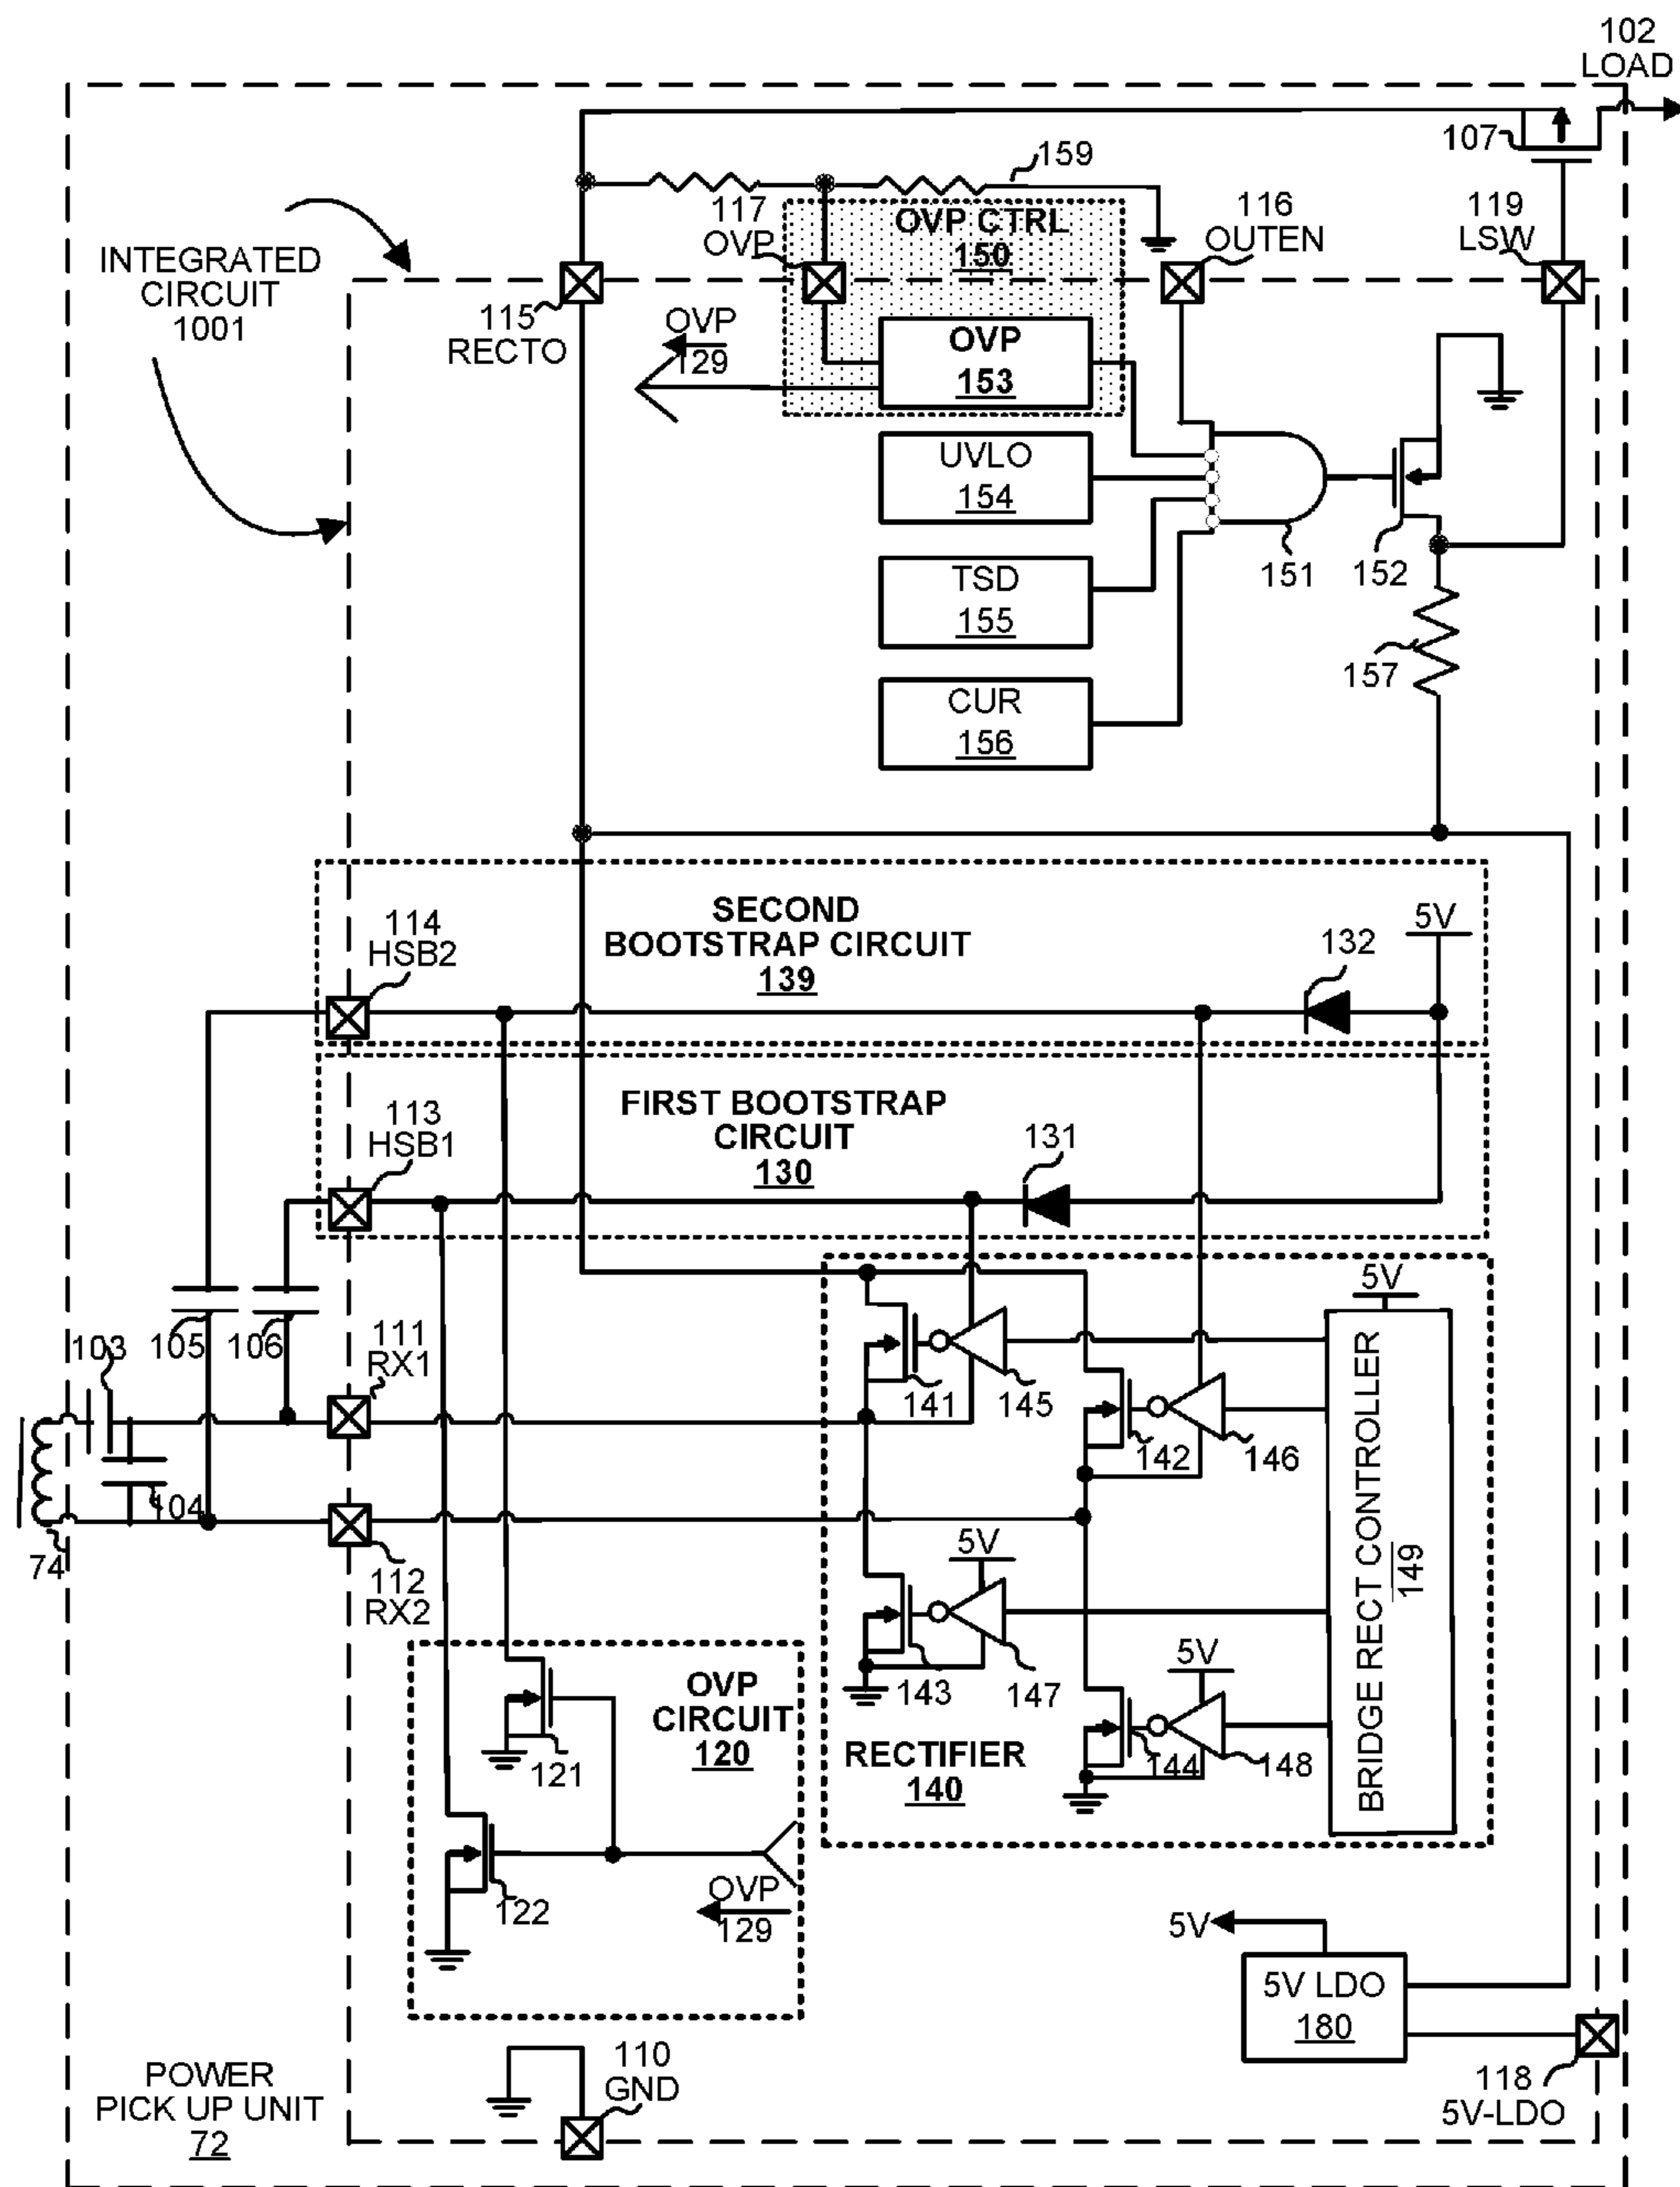 102
LOAD
107
159
117
OVP
OVP CTRL
150
116
OUTEN
119
LSW
INTEGRATED
CIRCUIT
1001
115
RECTO
OVP
129
OVP
153
UVLO
154
151
152
TSD
155
157
CUR
156
SECOND
BOOTSTRAP CIRCUIT
139
114
HSB2
132
5V
FIRST BOOTSTRAP
CIRCUIT
130
113
HSB1
131
5V
103
105
106
111
RX1
141
145
142
146
104
74
112
RX2
5V
143
147
5V
144
148
BRIDGE RECT CONTROLLER
149
OVP
CIRCUIT
120
121
122
OVP
129
RECTIFIER
140
5V
5V LDO
180
110
GND
118
5V-LDO
POWER
PICK UP UNIT
72